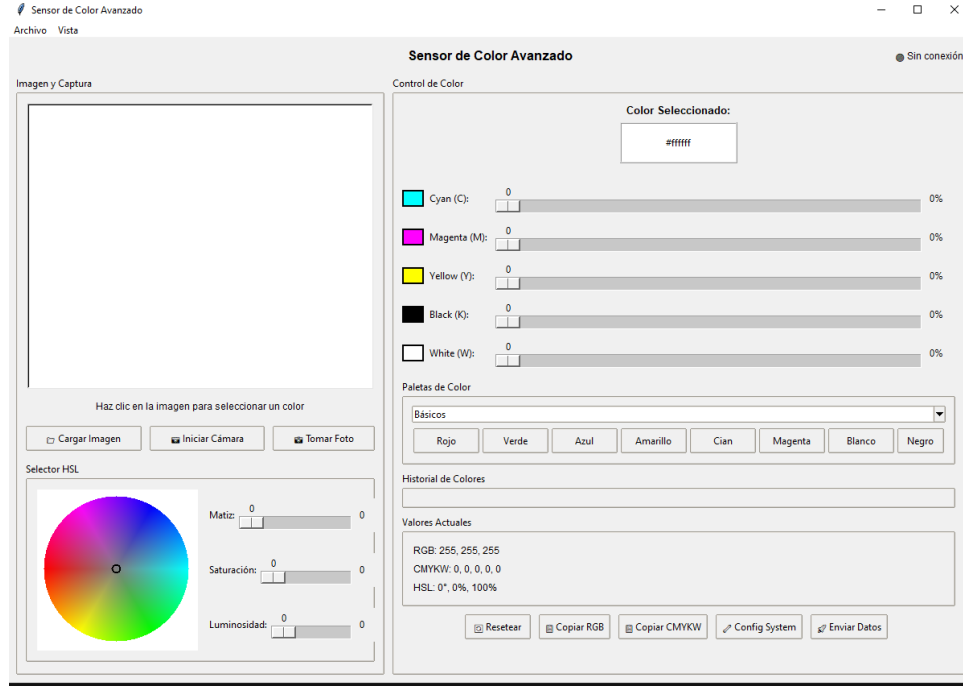 Sensor de Color Avanzado
Archivo Vista
Sensor de Color Avanzado
Sin conexión
Imagen y Captura
Haz clic en la imagen para seleccionar un color
Cargar Imagen
Iniciar Cámara
Tomar Foto
Selector HSL
Matiz: 0 0
Saturación: 0 0
Luminosidad: 0 0
Control de Color
Color Seleccionado:
#ffffff
Cyan (C): 0 0%
Magenta (M): 0 0%
Yellow (Y): 0 0%
Black (K): 0 0%
White (W): 0 0%
Paletas de Color
Básicos
Rojo Verde Azul Amarillo Cian Magenta Blanco Negro
Historial de Colores
Valores Actuales
RGB: 255, 255, 255
CMYKW: 0, 0, 0, 0, 0
HSL: 0°, 0%, 100%
Resetear Copiar RGB Copiar CMYKW Config System Enviar Datos